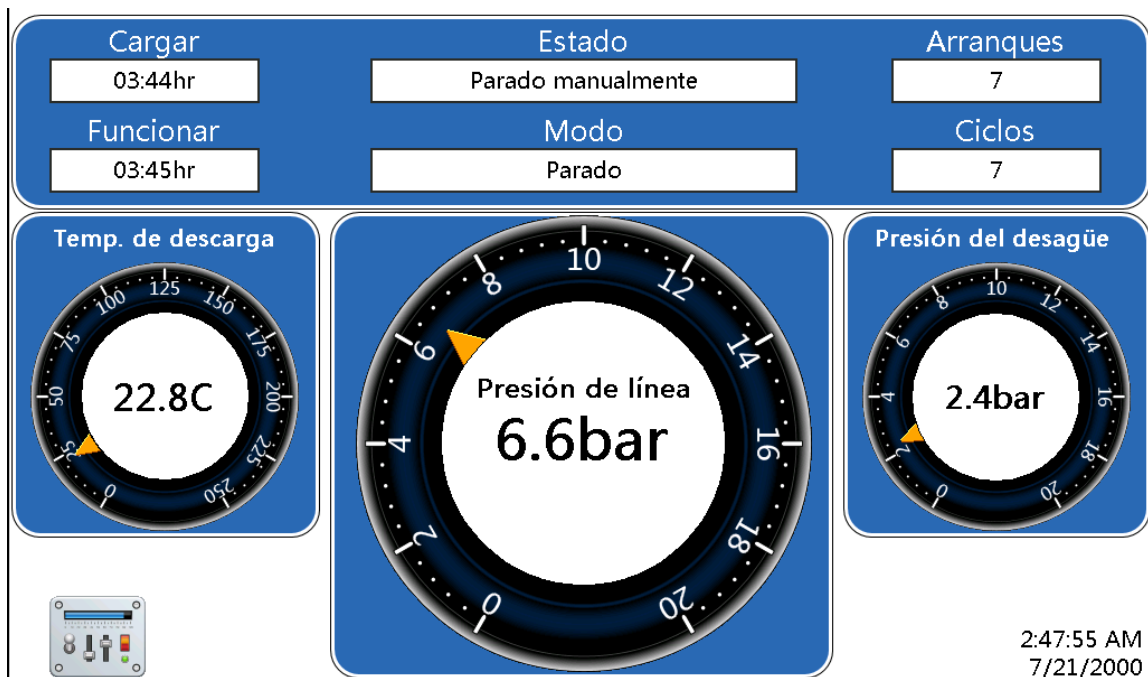 Cargar
Estado
Arranques
03:44hr
Parado manualmente
7
Funcionar
Modo
Ciclos
03:45hr
Parado
7
Temp. de descarga
0
25
50
75
100
125
150
175
200
225
250
22.8C
0
2
4
6
8
10
12
14
16
18
20
Presión de línea
6.6bar
Presión del desagüe
0
2
4
6
8
10
12
14
16
18
20
2.4bar
2:47:55 AM
7/21/2000